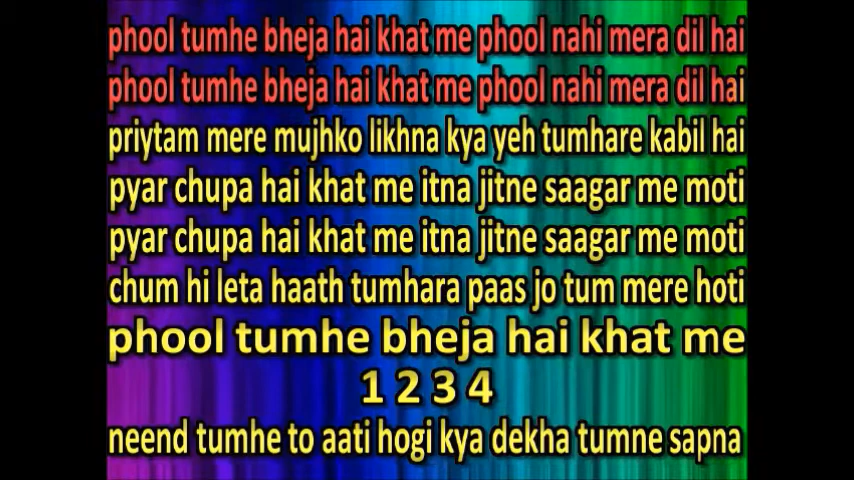 phool tumhe bheja hai khat me phool nahi mera dil hai
phool tumhe bheja hai khat me phool nahi mera dil hai
priytam mere mujhko likhna kya yeh tumhare kabil hai
pyar chupa hai khat me itna jitne saagar me moti
pyar chupa hai khat me itna jitne saagar me moti
chum hi leta haath tumhara paas jo tum mere hoti
phool tumhe bheja hai khat me
1 2 3 4
neend tumhe to aati hogi kya dekha tumne sapna